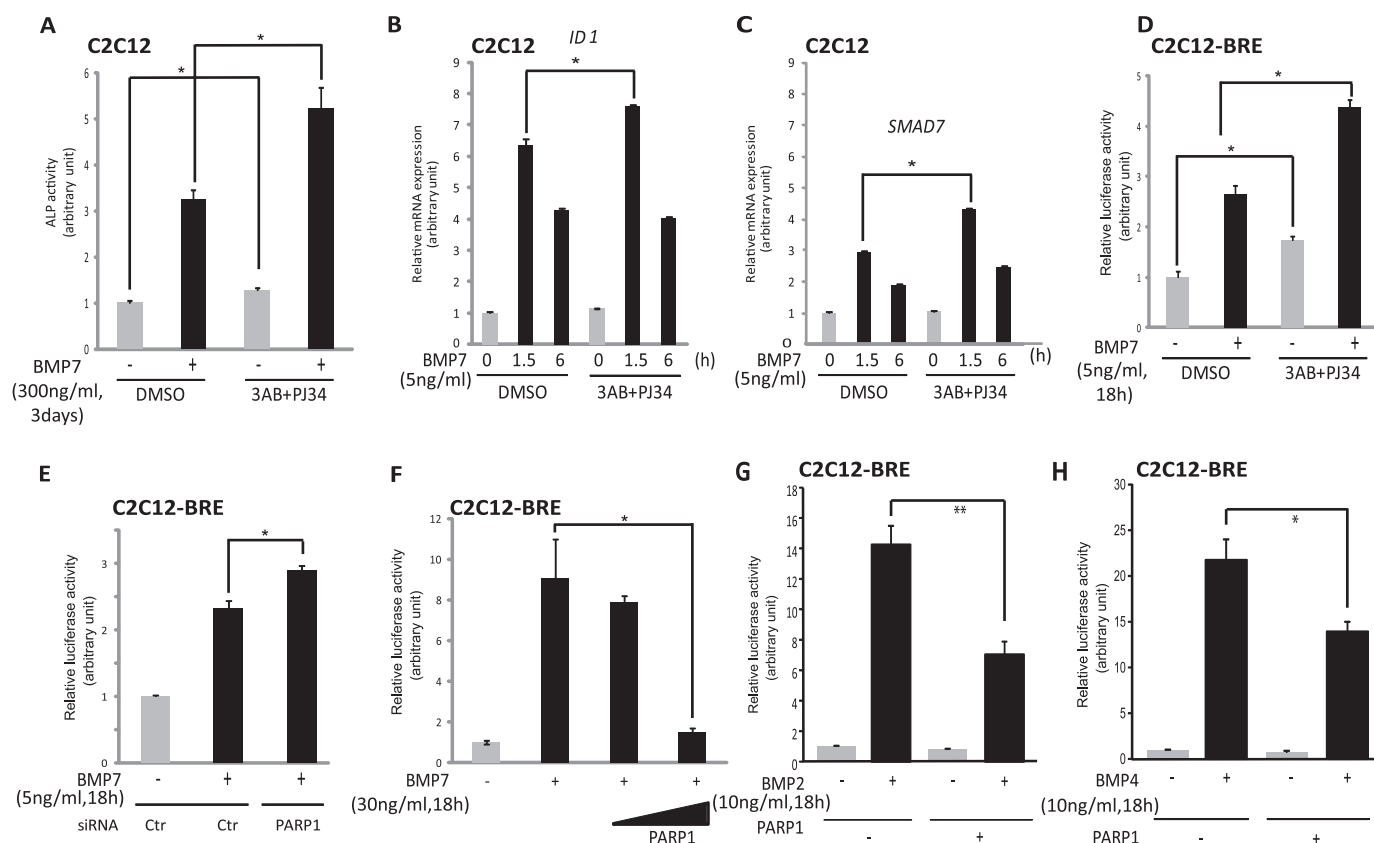 A
C2C12
*
*
6
5
4
3
2
1
0
ALP activity
(arbitrary unit)
BMP7 - + - +
(300ng/ml,
3days)
DMSO 3AB+PJ34
B
C2C12
ID1
*
9
8
7
6
5
4
3
2
1
0
Relative mRNA expression
(arbitrary unit)
BMP7 0 1.5 6 0 1.5 6 (h)
(5ng/ml)
DMSO 3AB+PJ34
C
C2C12
SMAD7
*
9
8
7
6
5
4
3
2
1
0
Relative mRNA expression
(arbitrary unit)
BMP7 0 1.5 6 0 1.5 6 (h)
(5ng/ml)
DMSO 3AB+PJ34
D
C2C12-BRE
*
*
5
4
3
2
1
0
Relative luciferase activity
(arbitrary unit)
BMP7 - + - +
(5ng/ml,
18h)
DMSO 3AB+PJ34
E
C2C12-BRE
*
3
2
1
0
Relative luciferase activity
(arbitrary unit)
BMP7 - + +
(5ng/ml,18h)
siRNA Ctr Ctr PARP1
F
C2C12-BRE
*
12
10
8
6
4
2
0
Relative luciferase activity
(arbitrary unit)
BMP7 - + + +
(30ng/ml,18h)
PARP1
G
C2C12-BRE
**
18
16
14
12
10
8
6
4
2
0
Relative luciferase activity
(arbitrary unit)
BMP2 - + - +
(10ng/ml,18h)
PARP1 - +
H
C2C12-BRE
*
30
25
20
15
10
5
0
Relative luciferase activity
(arbitrary unit)
BMP4 - + - +
(10ng/ml,18h)
PARP1 - +